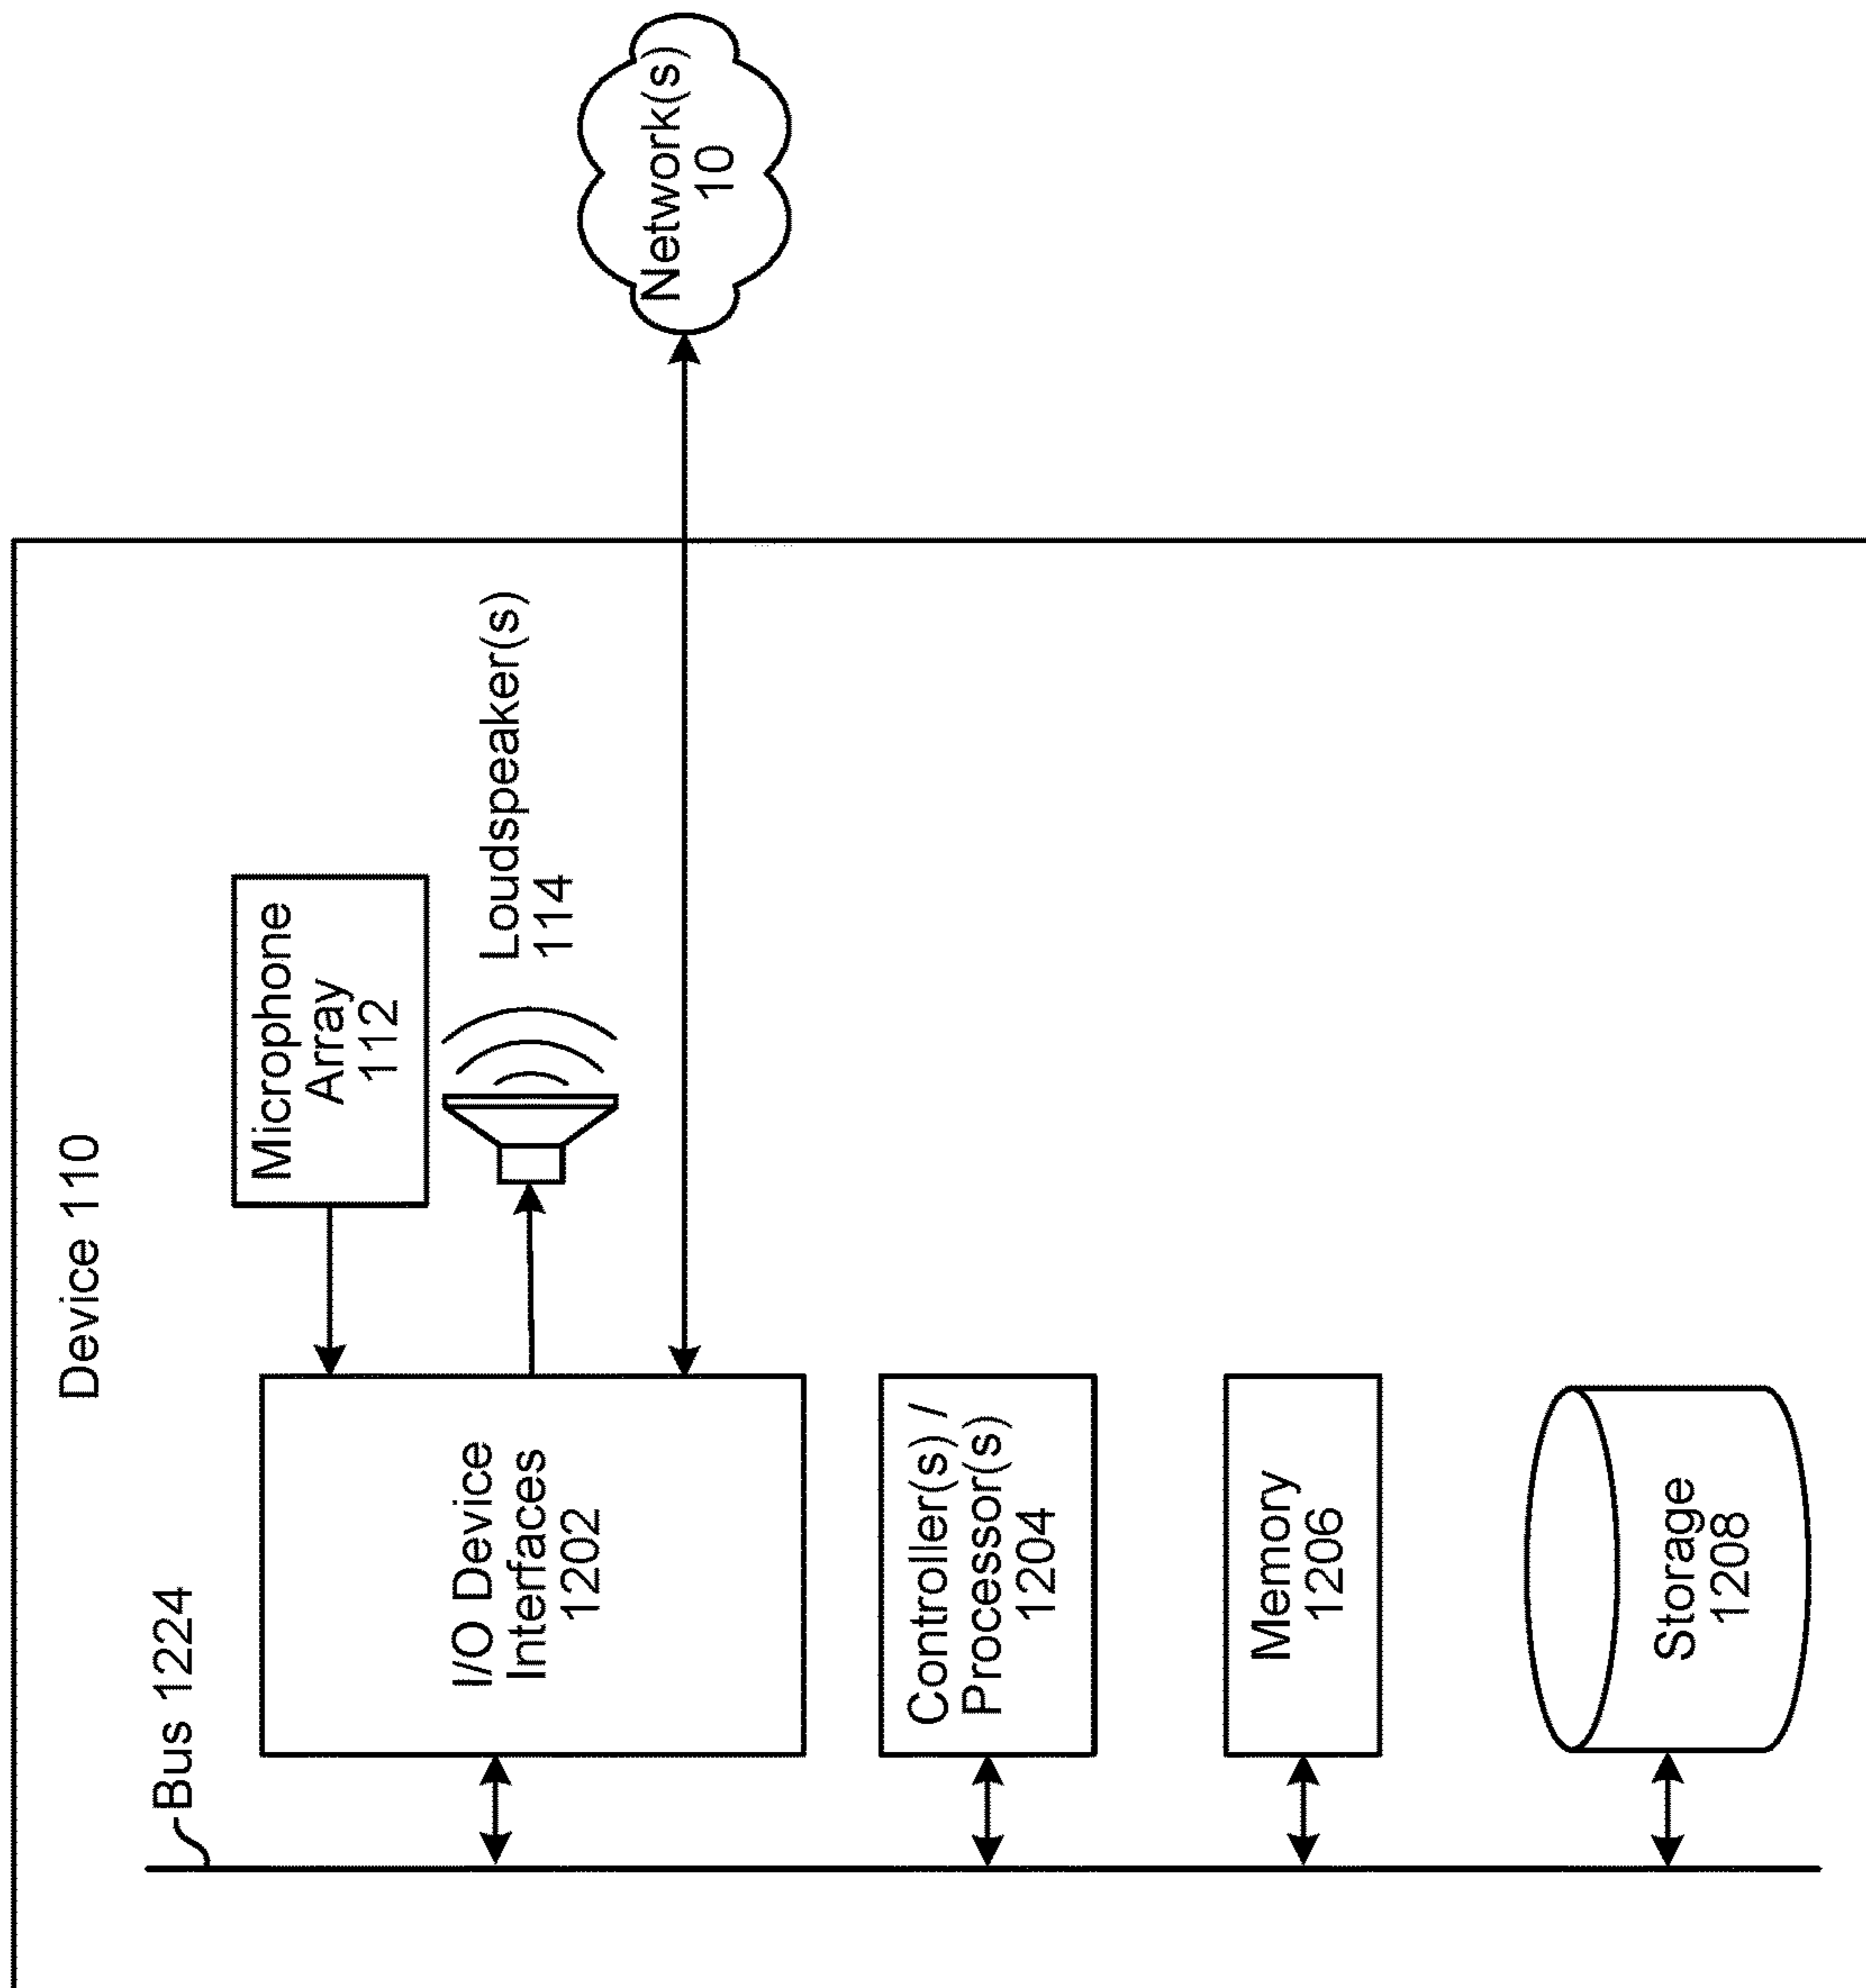 Device 110
Bus 1224
I/O Device
Interfaces
1202
Microphone
Array
112
Loudspeaker(s)
114
Network(s)
10
Controller(s) /
Processor(s)
1204
Memory
1206
Storage
1208